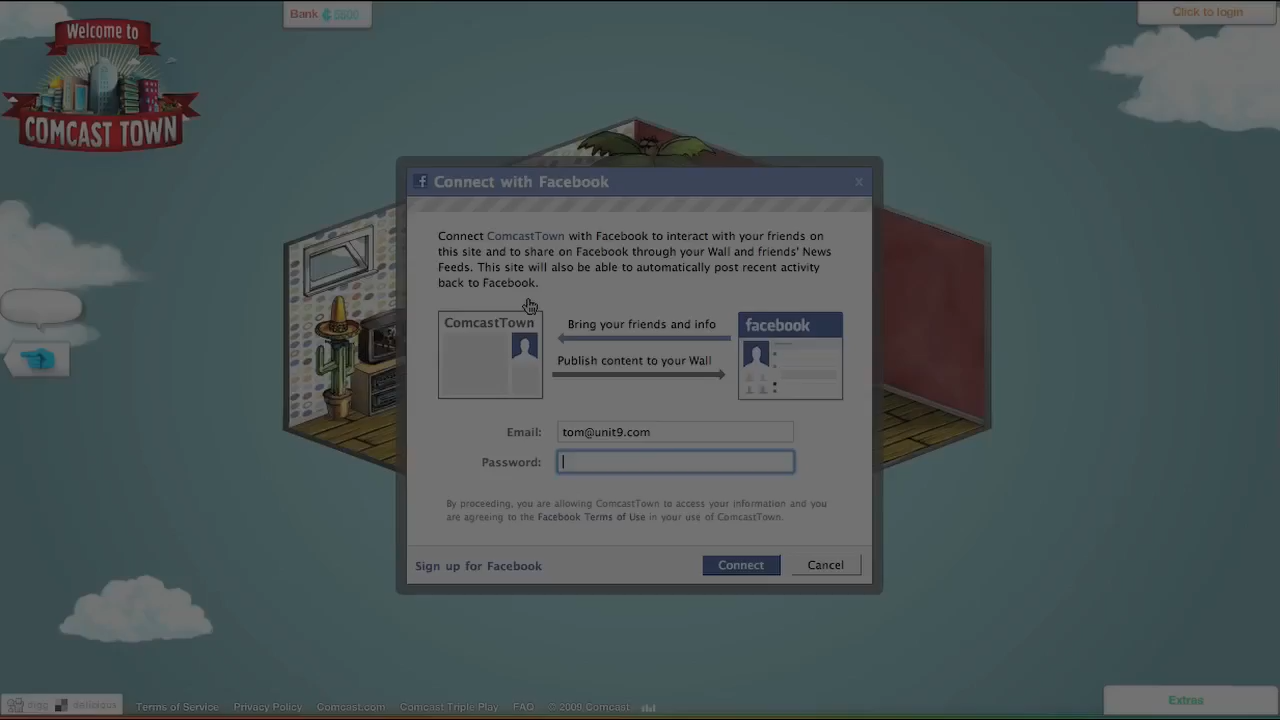 Welcome to
COMCAST TOWN
Bank 6500
Click to login
Connect with Facebook
x
Connect ComcastTown with Facebook to interact with your friends on
this site and to share on Facebook through your Wall and friends' News
Feeds. This site will also be able to automatically post recent activity
back to Facebook.
ComcastTown
Bring your friends and info
Publish content to your Wall
facebook
Email: tom@unit9.com
Password:
By proceeding, you are allowing ComcastTown to access your information and you
are agreeing to the Facebook Terms of Use in your use of ComcastTown.
Sign up for Facebook
Connect
Cancel
digg delicious Terms of Service Privacy Policy Comcast.com Comcast Triple Play FAQ © 2009 Comcast
Extras